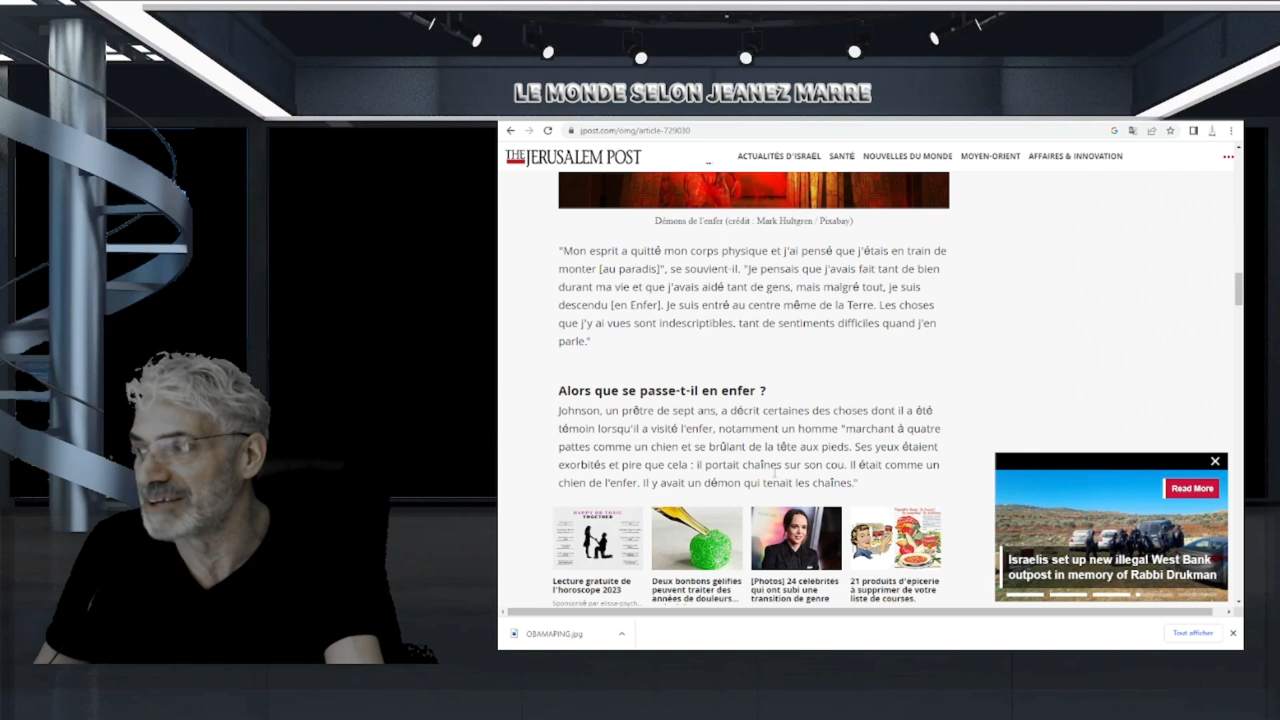 LE MONDE SELON JEANEZ MARRE
jpost.com/omg/article-729030
THE JERUSALEM POST
ACTUALITÉS D'ISRAËL SANTÉ NOUVELLES DU MONDE MOYEN-ORIENT AFFAIRES & INNOVATION
Démons de l'enfer (crédit : Mark Hultgren / Pixabay)
"Mon esprit a quitté mon corps physique et j'ai pensé que j'étais en train de
monter [au paradis]", se souvient-il. "Je pensais que j'avais fait tant de bien
durant ma vie et que j'avais aidé tant de gens, mais malgré tout, je suis
descendu [en Enfer]. Je suis entré au centre même de la Terre. Les choses
que j'y ai vues sont indescriptibles. tant de sentiments difficiles quand j'en
parle."
Alors que se passe-t-il en enfer ?
Johnson, un prêtre de sept ans, a décrit certaines des choses dont il a été
témoin lorsqu'il a visité l'enfer, notamment un homme "marchant à quatre
pattes comme un chien et se brûlant de la tête aux pieds. Ses yeux étaient
exorbités et pire que cela : il portait chaînes sur son cou. Il était comme un
chien de l'enfer. Il y avait un démon qui tenait les chaînes."
HAPPY OR TOXIC
TOGETHER
Lecture gratuite de
l'horoscope 2023
Sponsorisé par elissa-psych...
Deux bonbons gélifiés
peuvent traiter des
années de douleurs...
[Photos] 24 célébrités
qui ont subi une
transition de genre
21 produits d'épicerie
à supprimer de votre
liste de courses.
Read More
Israelis set up new illegal West Bank
outpost in memory of Rabbi Drukman
OBAMAPING.jpg
Tout afficher